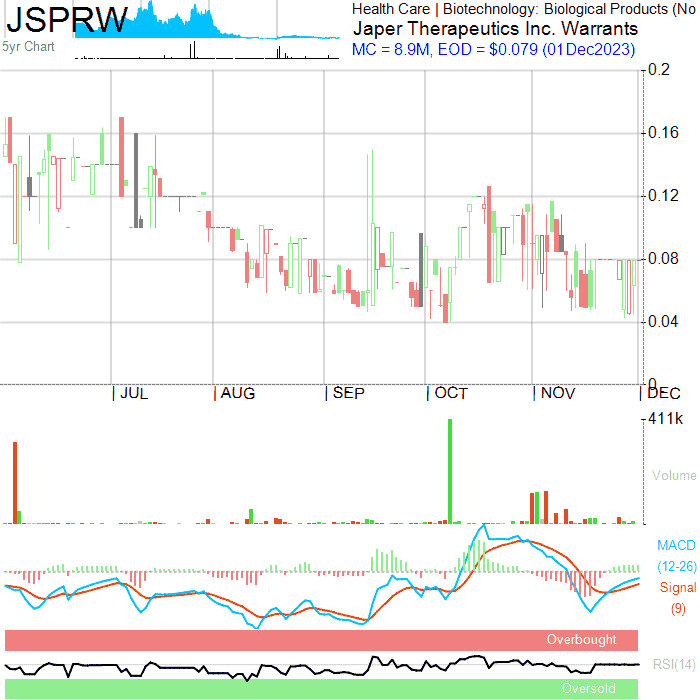 JSPRW
5yr Chart
Health Care | Biotechnology: Biological Products (No
Japer Therapeutics Inc. Warrants
MC = 8.9M, EOD = $0.079 (01Dec2023)
0.2
0.16
0.12
0.08
0.04
0
| JUL | AUG | SEP | OCT | NOV | DEC
411k
Volume
MACD
(12-26)
Signal
(9)
Overbought
RSI(14)
Oversold